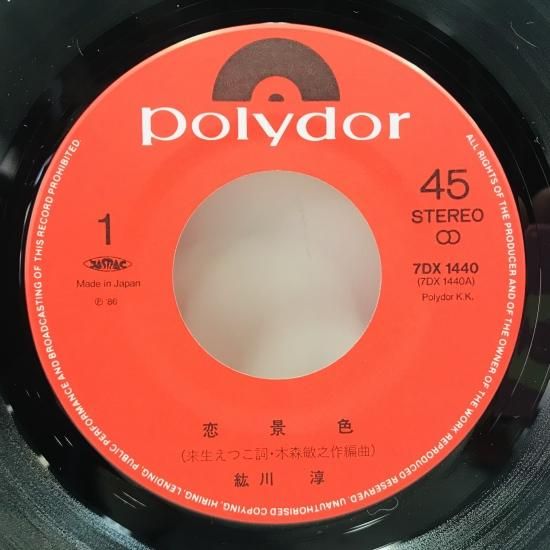 polydor
45
STEREO
1
JASRAC
7DX 1440
(7DX 1440A)
Made in Japan
Polydor K.K.
Ⓟ '86
恋景色
(来生えつこ詞・木森敏之作編曲)
紘川 淳
ALL RIGHTS OF THE PRODUCER AND OF THE OWNER OF THE WORK REPRODUCED RESERVED. UNAUTHORISED COPYING, HIRING, LENDING, PUBLIC PERFORMANCE AND BROADCASTING OF THIS RECORD PROHIBITED